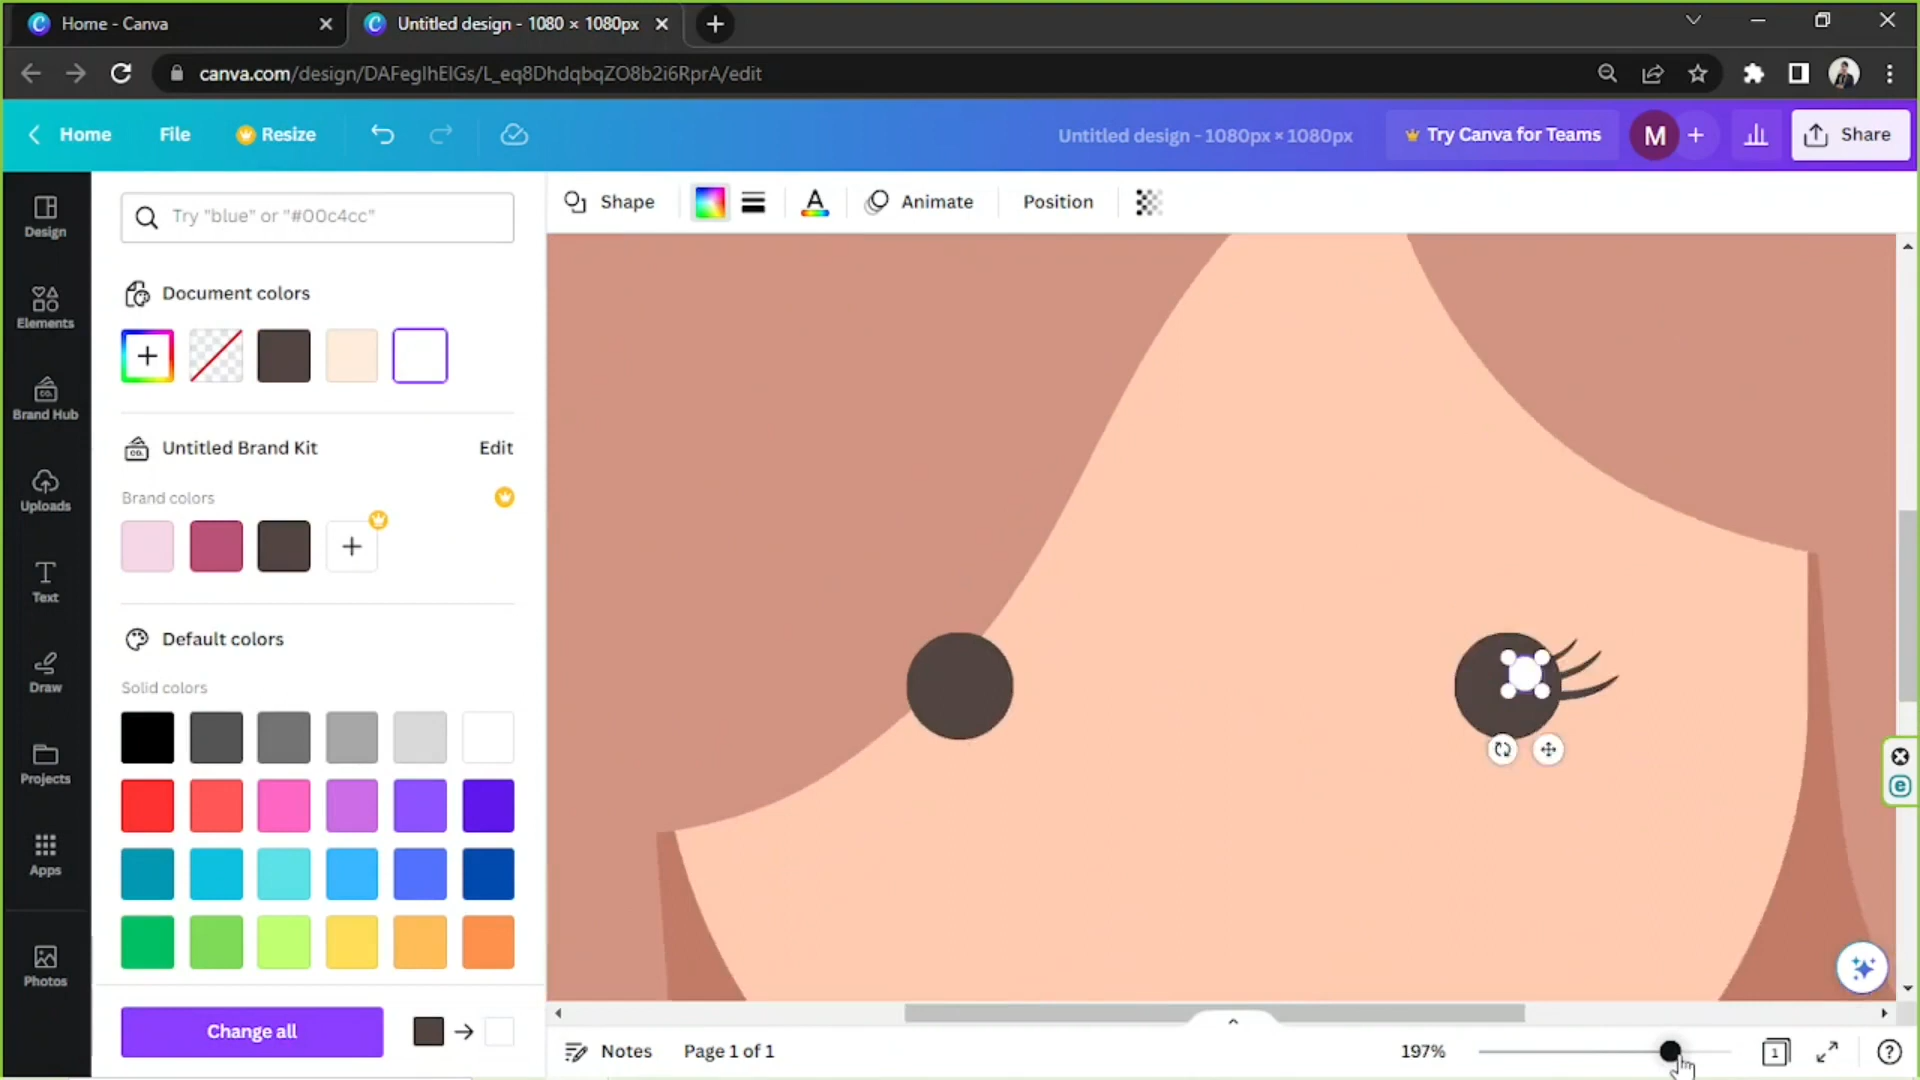 Home - Canva
Untitled design - 1080 × 1080px
canva.com/design/DAFegIhElGs/L_eq8DhdqbqZO8b2i6RprA/edit
Home
File
Resize
Untitled design - 1080px × 1080px
Try Canva for Teams
M
Share
Design
Elements
Brand Hub
Uploads
Text
Draw
Projects
Apps
Photos
Try "blue" or "#00c4cc"
Shape
Animate
Position
Document colors
Untitled Brand Kit
Edit
Brand colors
Default colors
Solid colors
Change all
Notes
Page 1 of 1
197%
1